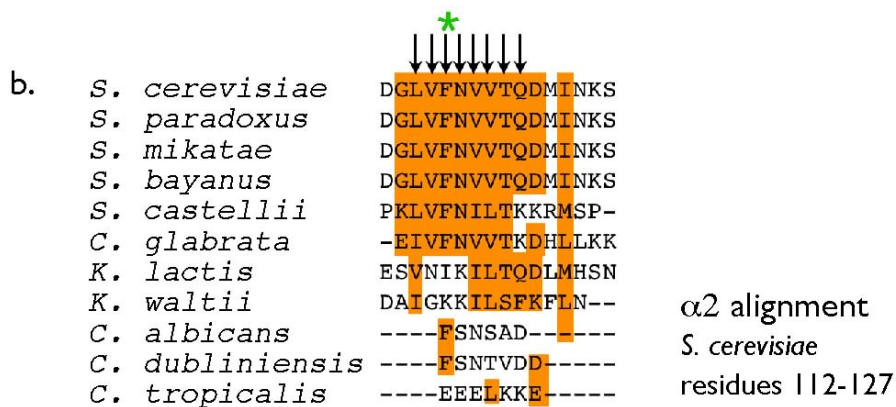 *
b. S. cerevisiae DGLVFNVVTQDMINKS
S. paradoxus DGLVFNVVTQDMINKS
S. mikatae DGLVFNVVTQDMINKS
S. bayanus DGLVFNVVTQDMINKS
S. castellii PKLVFNILTKKRMSP-
C. glabrata -EIVFNVVTKDHLLKK
K. lactis ESVNIKILTQDLMHSN
K. waltii DAIGKKILSFKFLN--
C. albicans ----FSNSAD------
C. dubliniensis ----FSNTVDD-----
C. tropicalis ----EEELKKE-----
α2 alignment
S. cerevisiae
residues 112-127